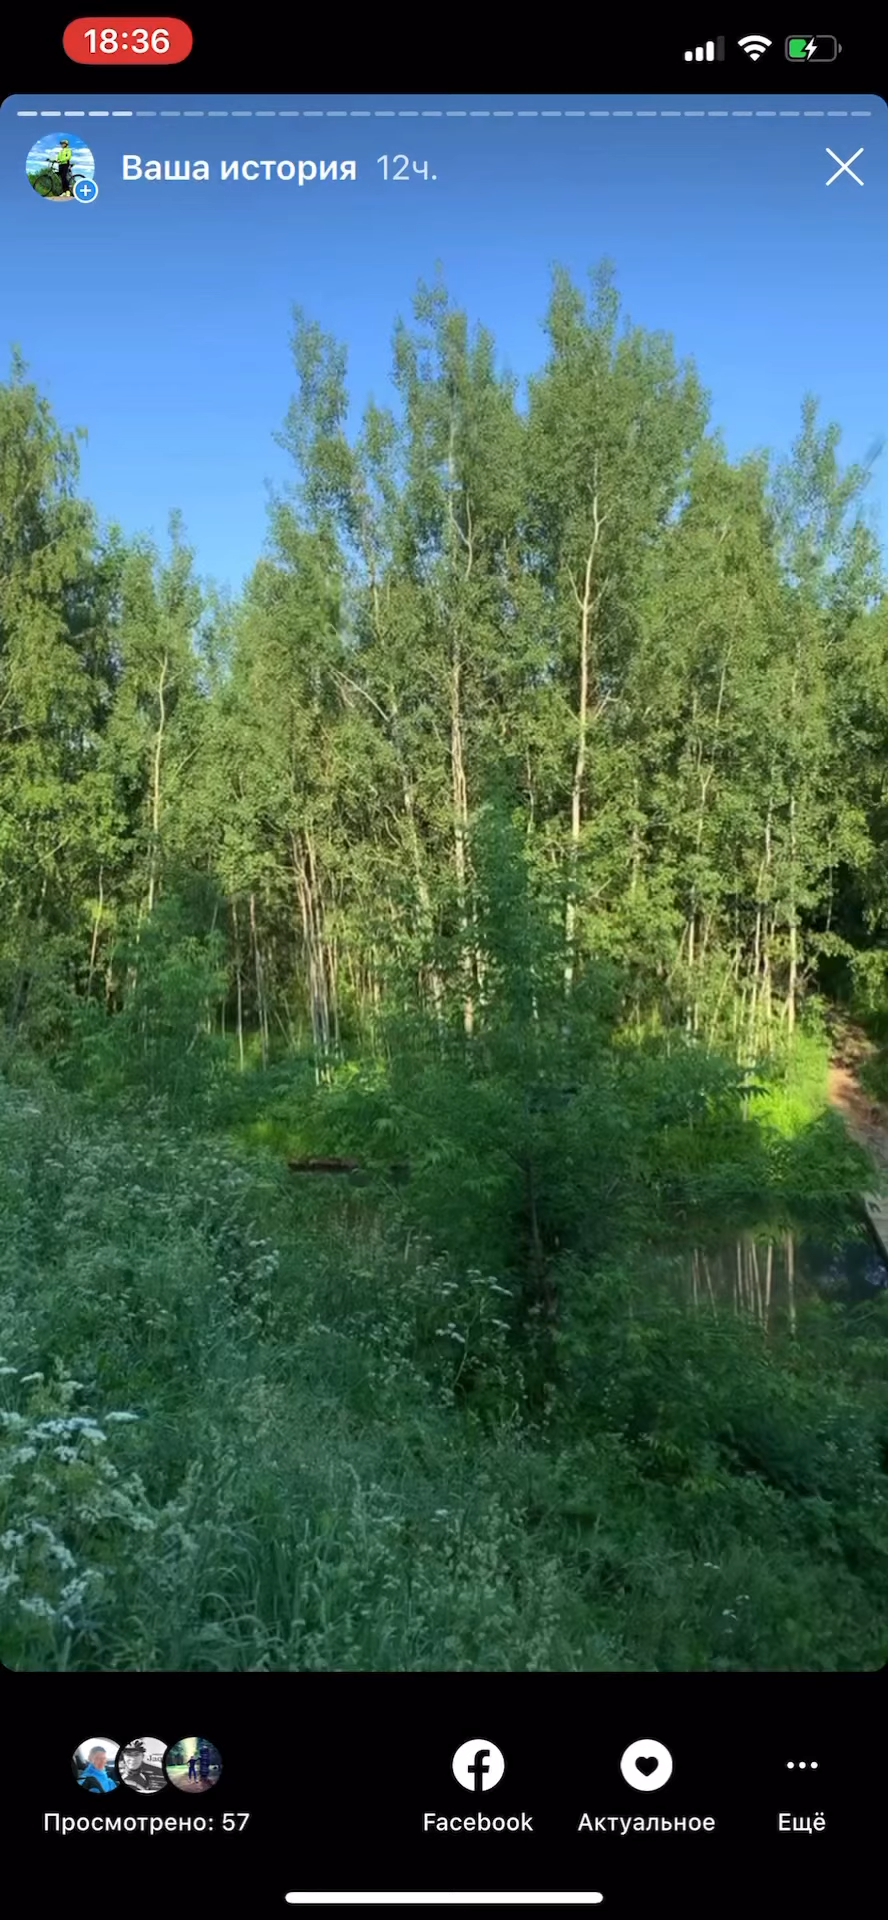 18:36
Ваша история 12ч.
Просмотрено: 57
Facebook
Актуальное
Ещё